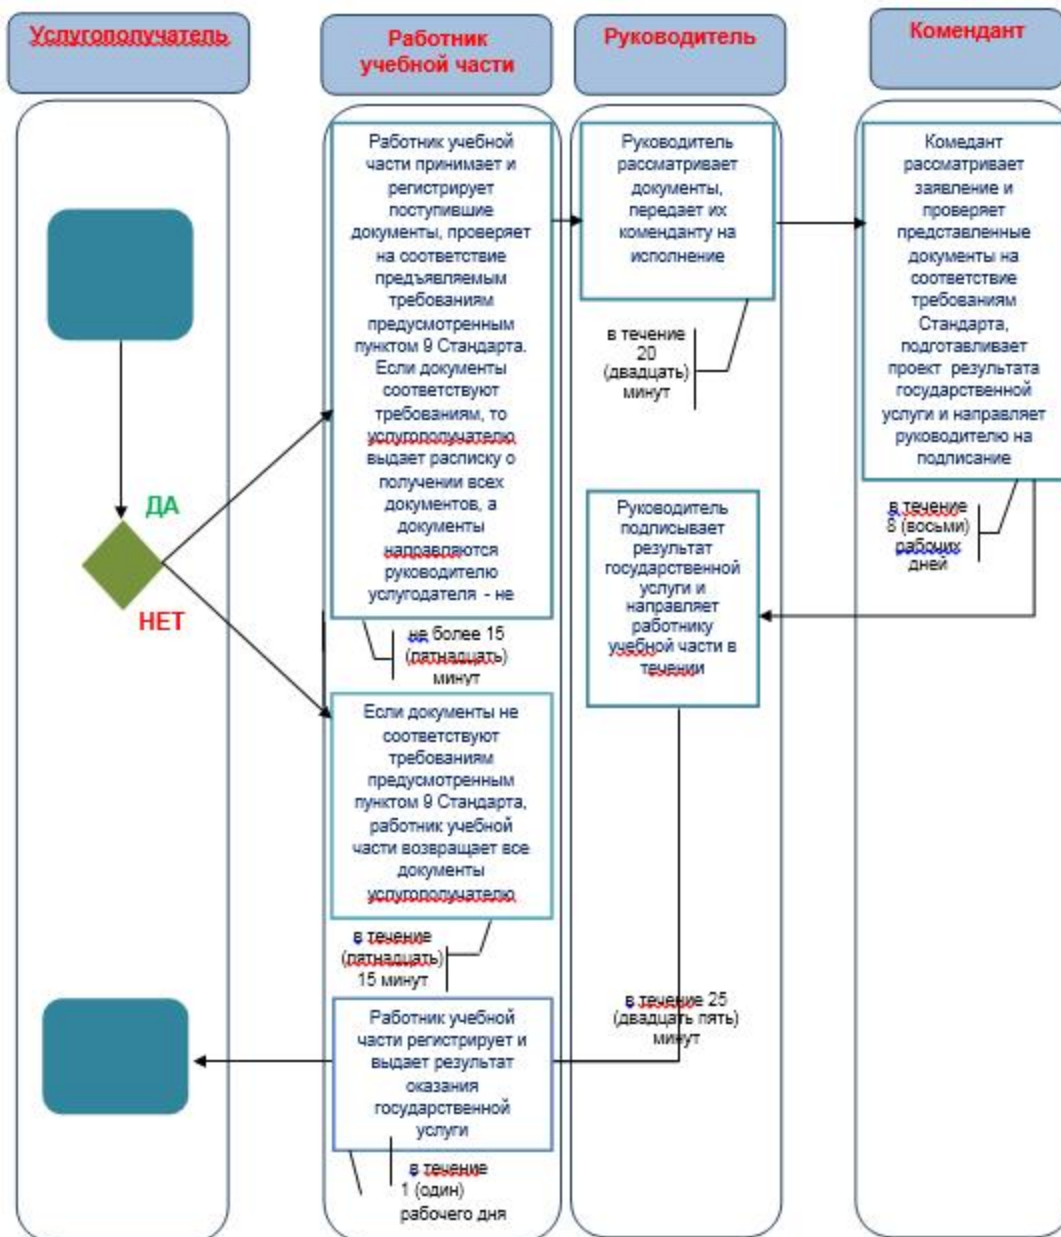 Услугополучатель
Работник
учебной части
Руководитель
Комендант
Работник учебной
части принимает и
регистрирует
поступившие
документы, проверяет
на соответствие
предъявляемым
требованиям
предусмотренным
пунктом 9 Стандарта.
Если документы
соответствуют
требованиям, то
услугополучателю
выдает расписку о
получении всех
документов, а
документы
направляются
руководителю
услугодателя - не
не более 15
(пятнадцать)
минут
Руководитель
рассматривает
документы,
передает их
коменданту на
исполнение
в течение
20
(двадцать)
минут
Комедант
рассматривает
заявление и
проверяет
представленные
документы на
соответствие
требованиям
Стандарта,
подготавливает
проект результата
государственной
услуги и направляет
руководителю на
подписание
в течение
8 (восьми)
рабочих
дней
Руководитель
подписывает
результат
государственной
услуги и
направляет
работнику
учебной части в
течении
ДА
НЕТ
Если документы не
соответствуют
требованиям
предусмотренным
пунктом 9 Стандарта,
работник учебной
части возвращает все
документы
услугополучателю
в течение
(пятнадцать)
15 минут
в течение 25
(двадцать пять)
минут
Работник учебной
части регистрирует и
выдает результат
оказания
государственной
услуги
в течение
1 (один)
рабочего дня